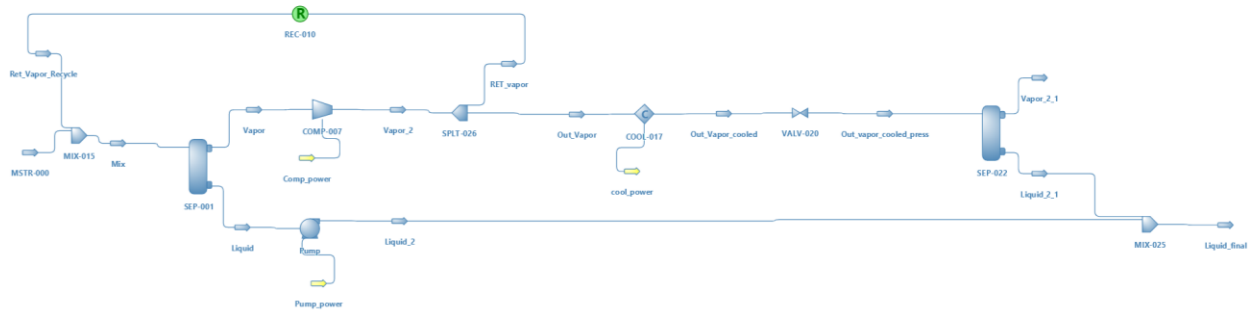 R
REC-010
Ret_Vapor_Recycle
RET_vapor
Vapor_2_1
Vapor
COMP-007
Vapor_2
SPLT-026
Out_Vapor
C
COOL-017
Out_Vapor_cooled
VALV-020
Out_vapor_cooled_press
MSTR-000
MIX-015
Mix
SEP-001
Comp_power
cool_power
SEP-022
Liquid_2_1
Liquid
Pump
Liquid_2
MIX-025
Liquid_final
Pump_power